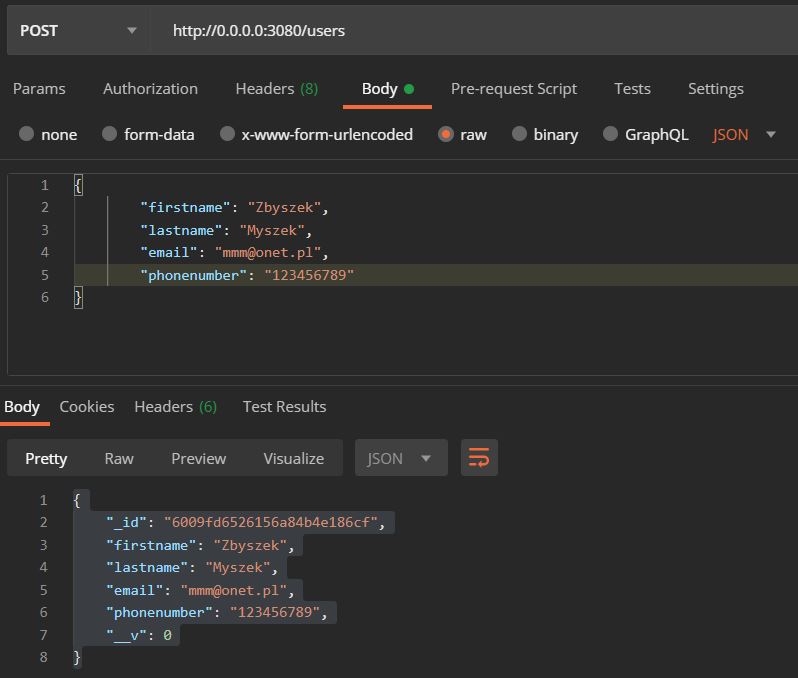 POST http://0.0.0.0:3080/users
Params Authorization Headers (8) Body Pre-request Script Tests Settings
none form-data x-www-form-urlencoded raw binary GraphQL JSON
1 {
2 "firstname": "Zbyszek",
3 "lastname": "Myszek",
4 "email": "mmm@onet.pl",
5 "phonenumber": "123456789"
6 }
Body Cookies Headers (6) Test Results
Pretty Raw Preview Visualize JSON
1 {
2 "_id": "6009fd6526156a84b4e186cf",
3 "firstname": "Zbyszek",
4 "lastname": "Myszek",
5 "email": "mmm@onet.pl",
6 "phonenumber": "123456789",
7 "__v": 0
8 }